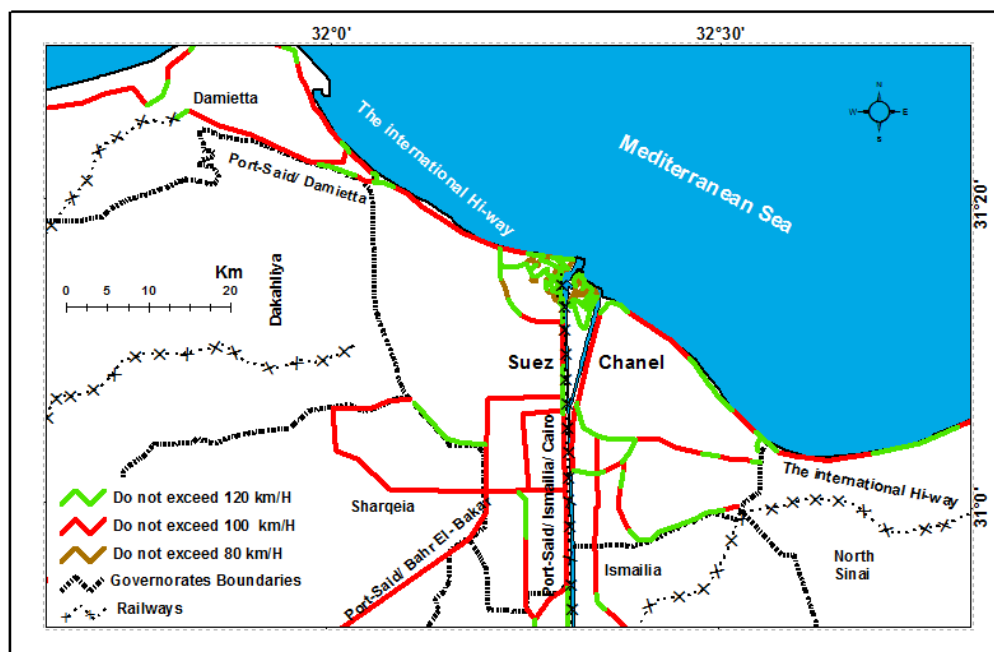 32°0'
32°30'
Damietta
The international Hi-way
N
W
E
S
Mediterranean Sea
Port-Said/ Damietta
31°20'
Km
0 5 10 20
Dakahliya
Suez
Chanel
Port-Said/ Ismailia/ Cairo
The international Hi-way
31°0'
Do not exceed 120 km/H
Do not exceed 100 km/H
Do not exceed 80 km/H
Governorates Boundaries
Railways
Sharqeia
Port-Said/ Bahr El-Bakar
Ismailia
North
Sinai